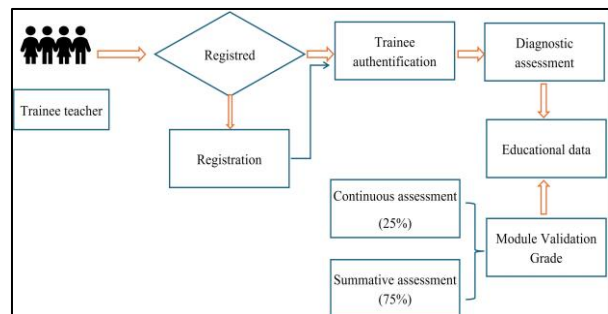 Registred
Trainee
authentification
Diagnostic
assessment
Trainee teacher
Registration
Educational data
Continuous assessment
(25%)
Module Validation
Grade
Summative assessment
(75%)